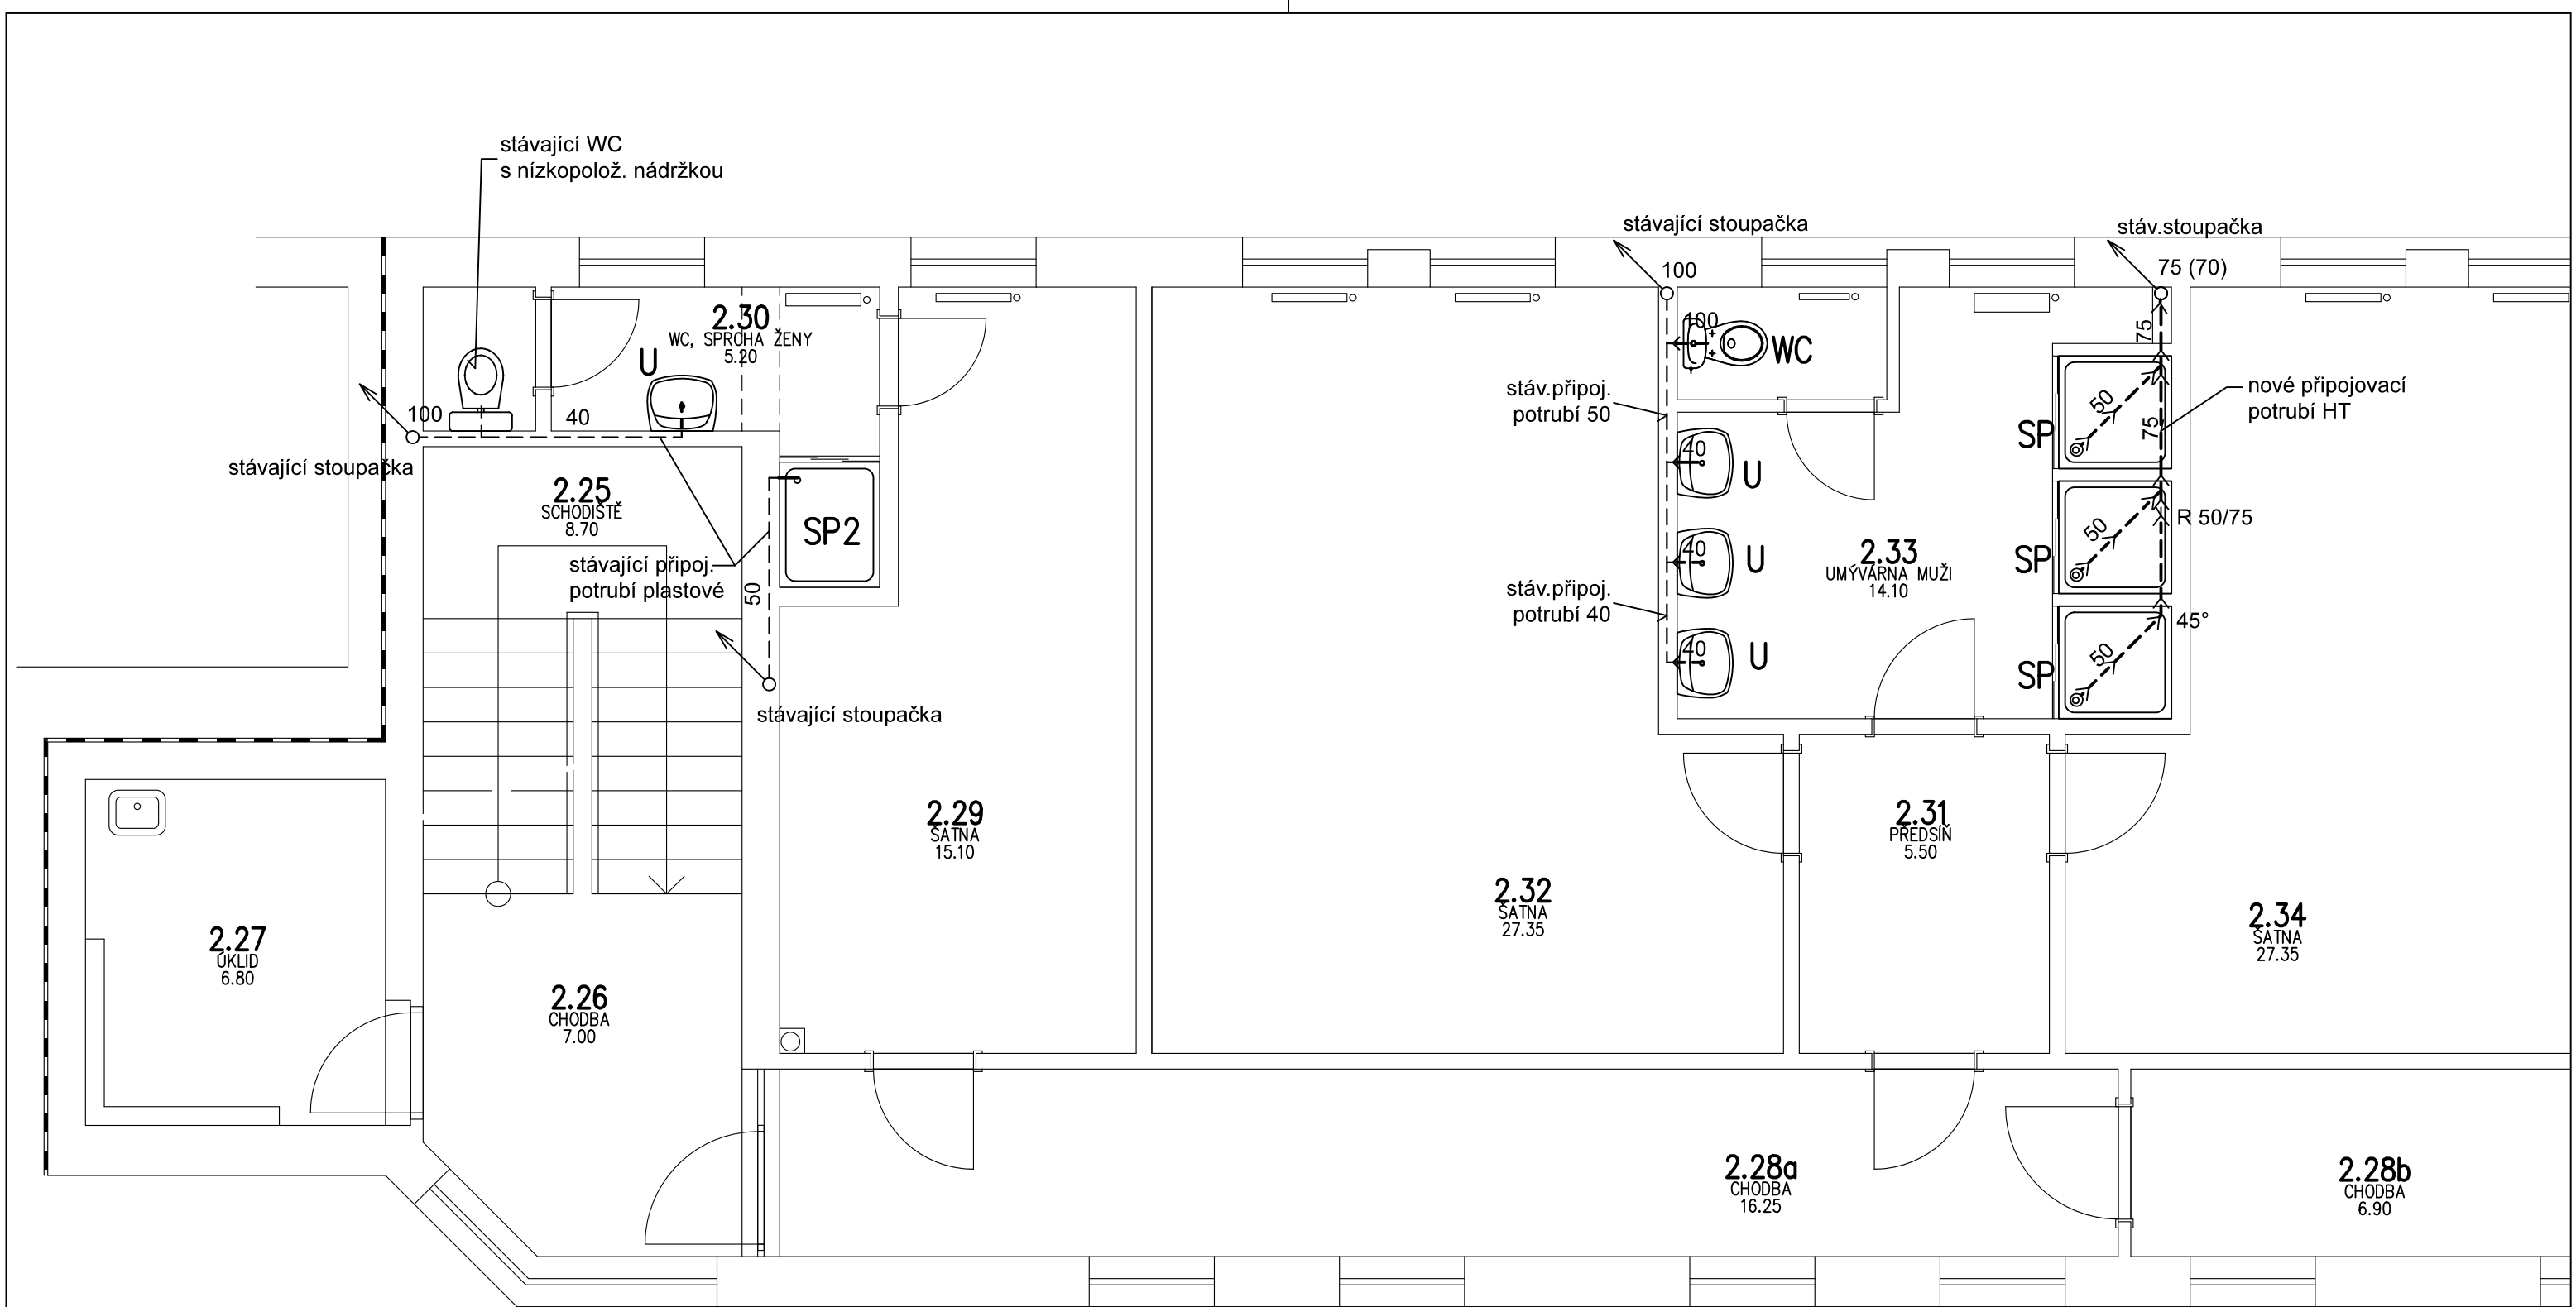 stávající WC
s nízkopolož. nádržkou
stávající stoupačka
stáv.stoupačka
100
75 (70)
2.30
WC, SPRCHA ŽENY
5.20
U
100
WC
75
stáv.připoj.
potrubí 50
50
75
nové připojovací
potrubí HT
100
40
40
U
SP
stávající stoupačka
2.25
SCHODIŠTĚ
8.70
SP2
50
R 50/75
stávající připoj.
potrubí plastové
50
stáv.připoj.
potrubí 40
40
U
2.33
UMÝVÁRNA MUŽI
14.10
SP
45°
40
U
50
SP
stávající stoupačka
2.29
ŠATNA
15.10
2.31
PŘEDSÍŇ
5.50
2.32
ŠATNA
27.35
2.34
ŠATNA
27.35
2.27
ÚKLID
6.80
2.26
CHODBA
7.00
2.28a
CHODBA
16.25
2.28b
CHODBA
6.90